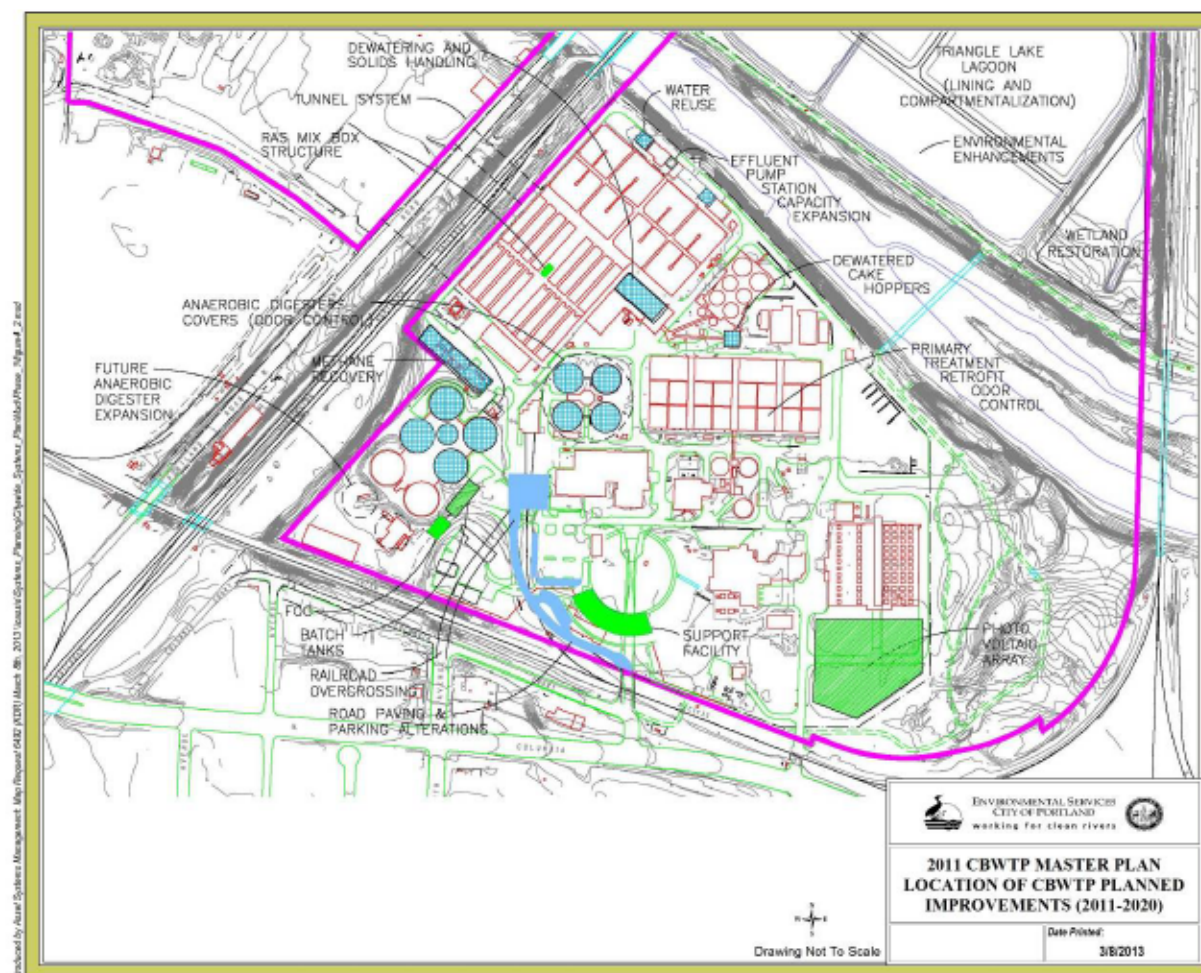 DEWATERING AND
SOLIDS HANDLING
TUNNEL SYSTEM
RAS MIX BOX
STRUCTURE
WATER
REUSE
TRIANGLE LAKE
LAGOON
(LINING AND
COMPARTMENTALIZATION)
ENVIRONMENTAL
ENHANCEMENTS
EFFLUENT
PUMP
STATION
CAPACITY
EXPANSION
WETLAND
RESTORATION
DEWATERED
CAKE
HOPPERS
ANAEROBIC DIGESTERS
COVERS (ODOR CONTROL)
METHANE
RECOVERY
FUTURE
ANAEROBIC
DIGESTER
EXPANSION
PRIMARY
TREATMENT
RETROFIT
ODOR
CONTROL
FOG
BATCH
TANKS
RAILROAD
OVERCROSSING
ROAD PAVING &
PARKING ALTERATIONS
SUPPORT
FACILITY
PHOTO
VOLTAIC
ARRAY
COLUMBIA
ENVIRONMENTAL SERVICES
CITY OF PORTLAND
working for clean rivers
2011 CBWTP MASTER PLAN
LOCATION OF CBWTP PLANNED
IMPROVEMENTS (2011-2020)
Drawing Not To Scale
Date Printed:
3/8/2013